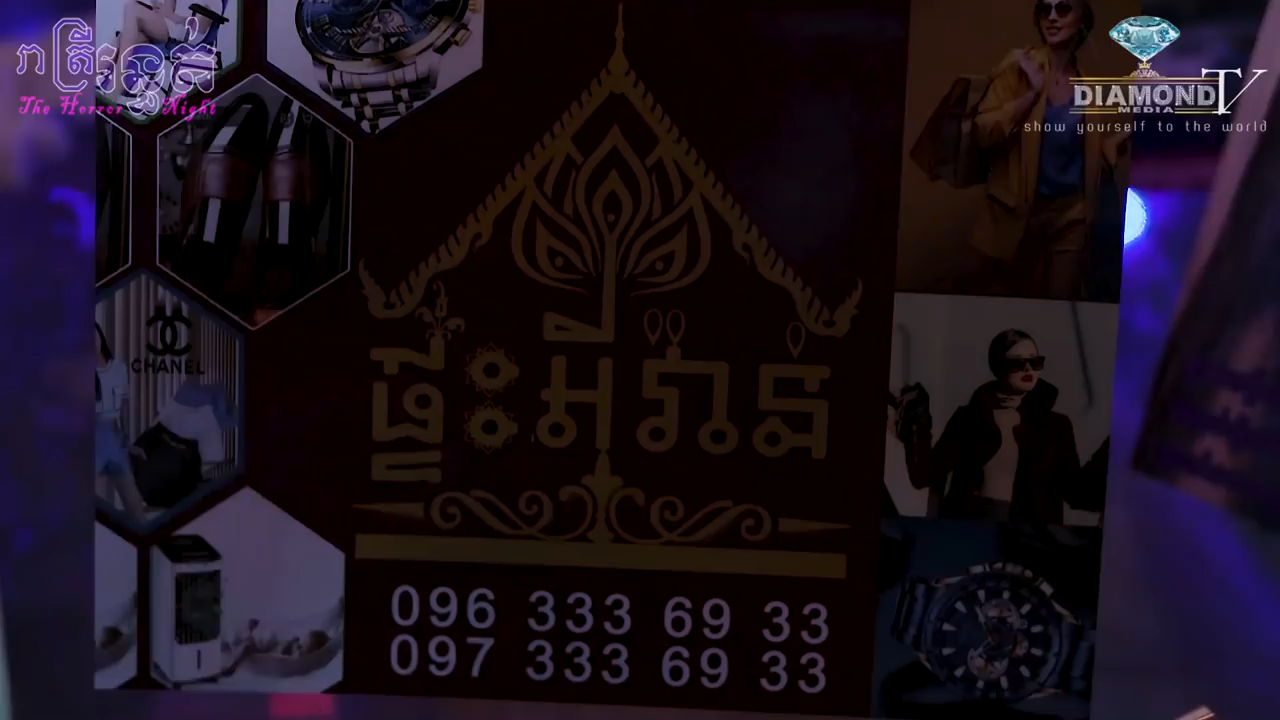 រាត្រីរន្ធត់
The Horror Night
DIAMOND TV
MEDIA
show yourself to the world
CHANEL
096 333 69 33
097 333 69 33